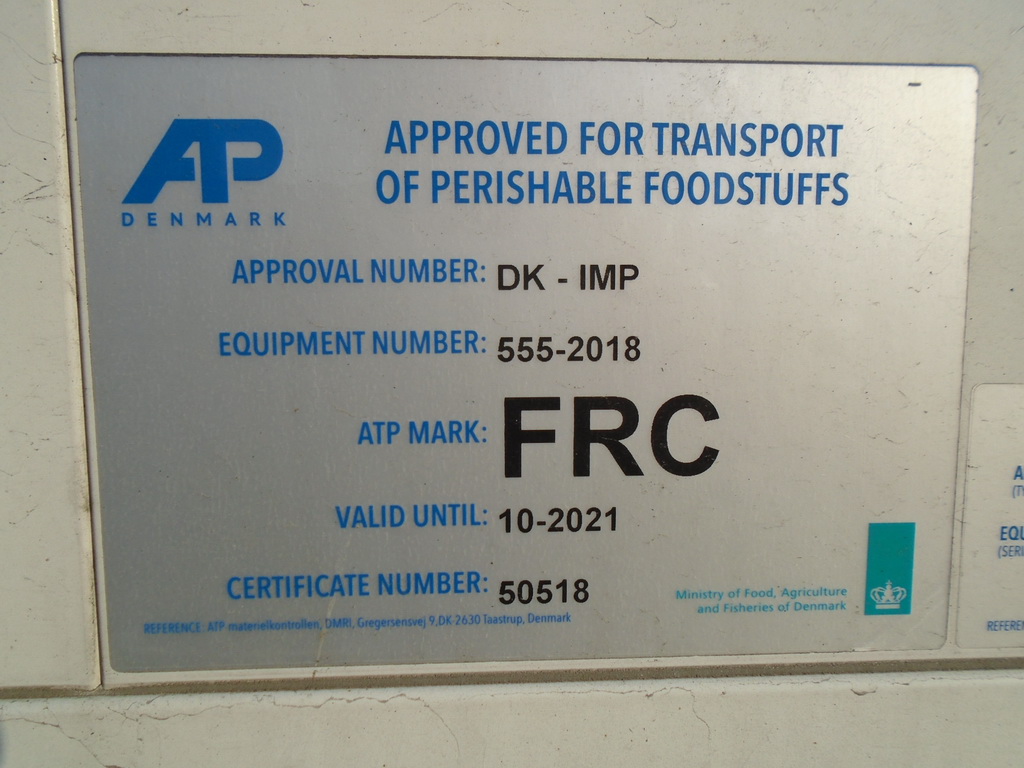 ATP
DENMARK
APPROVED FOR TRANSPORT
OF PERISHABLE FOODSTUFFS
APPROVAL NUMBER: DK - IMP
EQUIPMENT NUMBER: 555-2018
ATP MARK: FRC
VALID UNTIL: 10-2021
CERTIFICATE NUMBER: 50518
REFERENCE: ATP materielkontrollen, DMRI, Gregersensvej 9,DK 2630 Taastrup, Denmark
Ministry of Food, Agriculture
and Fisheries of Denmark